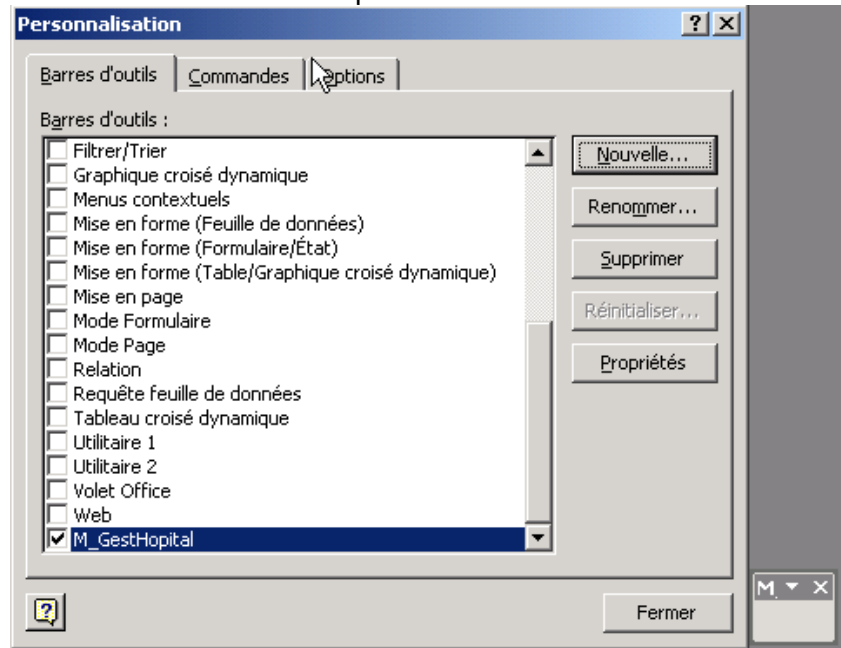 Personnalisation
Barres d'outils
Commandes
ptions
Barres d'outils :
Filtrer/Trier
Graphique croisé dynamique
Menus contextuels
Mise en forme (Feuille de données)
Mise en forme (Formulaire/État)
Mise en forme (Table/Graphique croisé dynamique)
Mise en page
Mode Formulaire
Mode Page
Relation
Requête feuille de données
Tableau croisé dynamique
Utilitaire 1
Utilitaire 2
Volet Office
Web
M_GestHopital
Nouvelle...
Renommer...
Supprimer
Réinitialiser...
Propriétés
Fermer
M